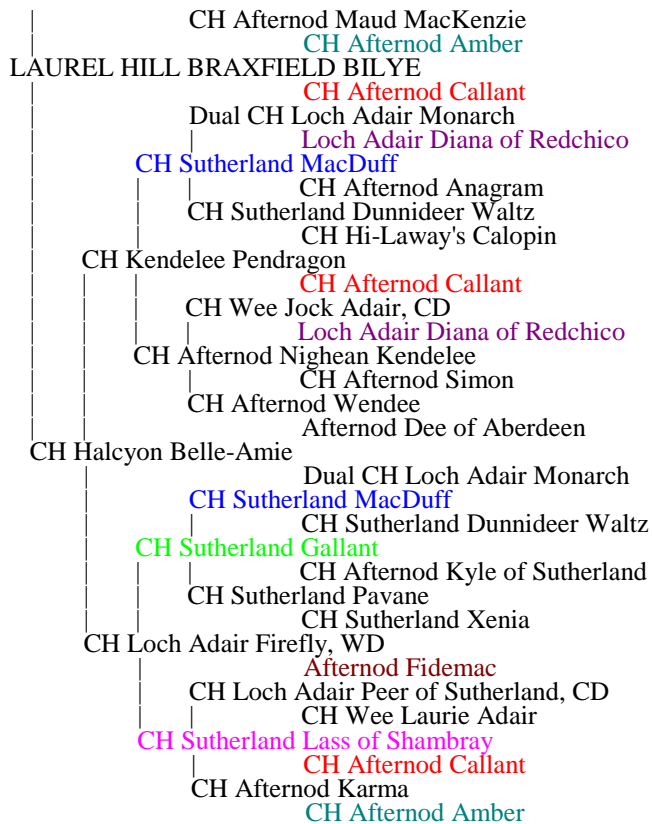 CH Afternod Maud MacKenzie
CH Afternod Amber
LAUREL HILL BRAXFIELD BILYE
CH Afternod Callant
Dual CH Loch Adair Monarch
Loch Adair Diana of Redchico
CH Sutherland MacDuff
CH Afternod Anagram
CH Sutherland Dunnideer Waltz
CH Hi-Laway's Calopin
CH Kendelee Pendragon
CH Afternod Callant
CH Wee Jock Adair, CD
Loch Adair Diana of Redchico
CH Afternod Nighean Kendelee
CH Afternod Simon
CH Afternod Wendee
Afternod Dee of Aberdeen
CH Halcyon Belle-Amie
Dual CH Loch Adair Monarch
CH Sutherland MacDuff
CH Sutherland Dunnideer Waltz
CH Sutherland Gallant
CH Afternod Kyle of Sutherland
CH Sutherland Pavane
CH Sutherland Xenia
CH Loch Adair Firefly, WD
Afternod Fidemac
CH Loch Adair Peer of Sutherland, CD
CH Wee Laurie Adair
CH Sutherland Lass of Shambray
CH Afternod Callant
CH Afternod Karma
CH Afternod Amber